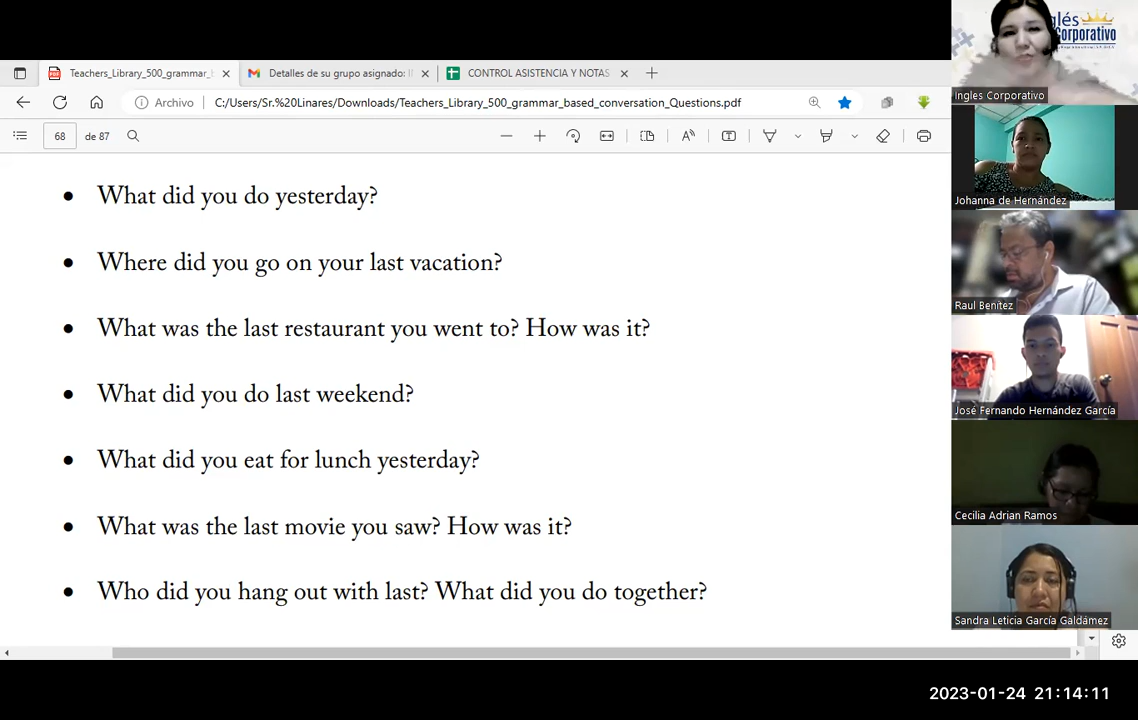 Teachers_Library_500_grammar_
Detalles de su grupo asignado:
CONTROL ASISTENCIA Y NOTAS
Archivo
C:/Users/Sr.%20Linares/Downloads/Teachers_Library_500_grammar_based_conversation_Questions.pdf
68 de 87
What did you do yesterday?
Where did you go on your last vacation?
What was the last restaurant you went to? How was it?
What did you do last weekend?
What did you eat for lunch yesterday?
What was the last movie you saw? How was it?
Who did you hang out with last? What did you do together?
glés
Corporativo
ingles Corporativo
Johanna de Hernández
Raul Benitez
José Fernando Hernández García
Cecilia Adrian Ramos
Sandra Leticia García Galdámez
2023-01-24 21:14:11